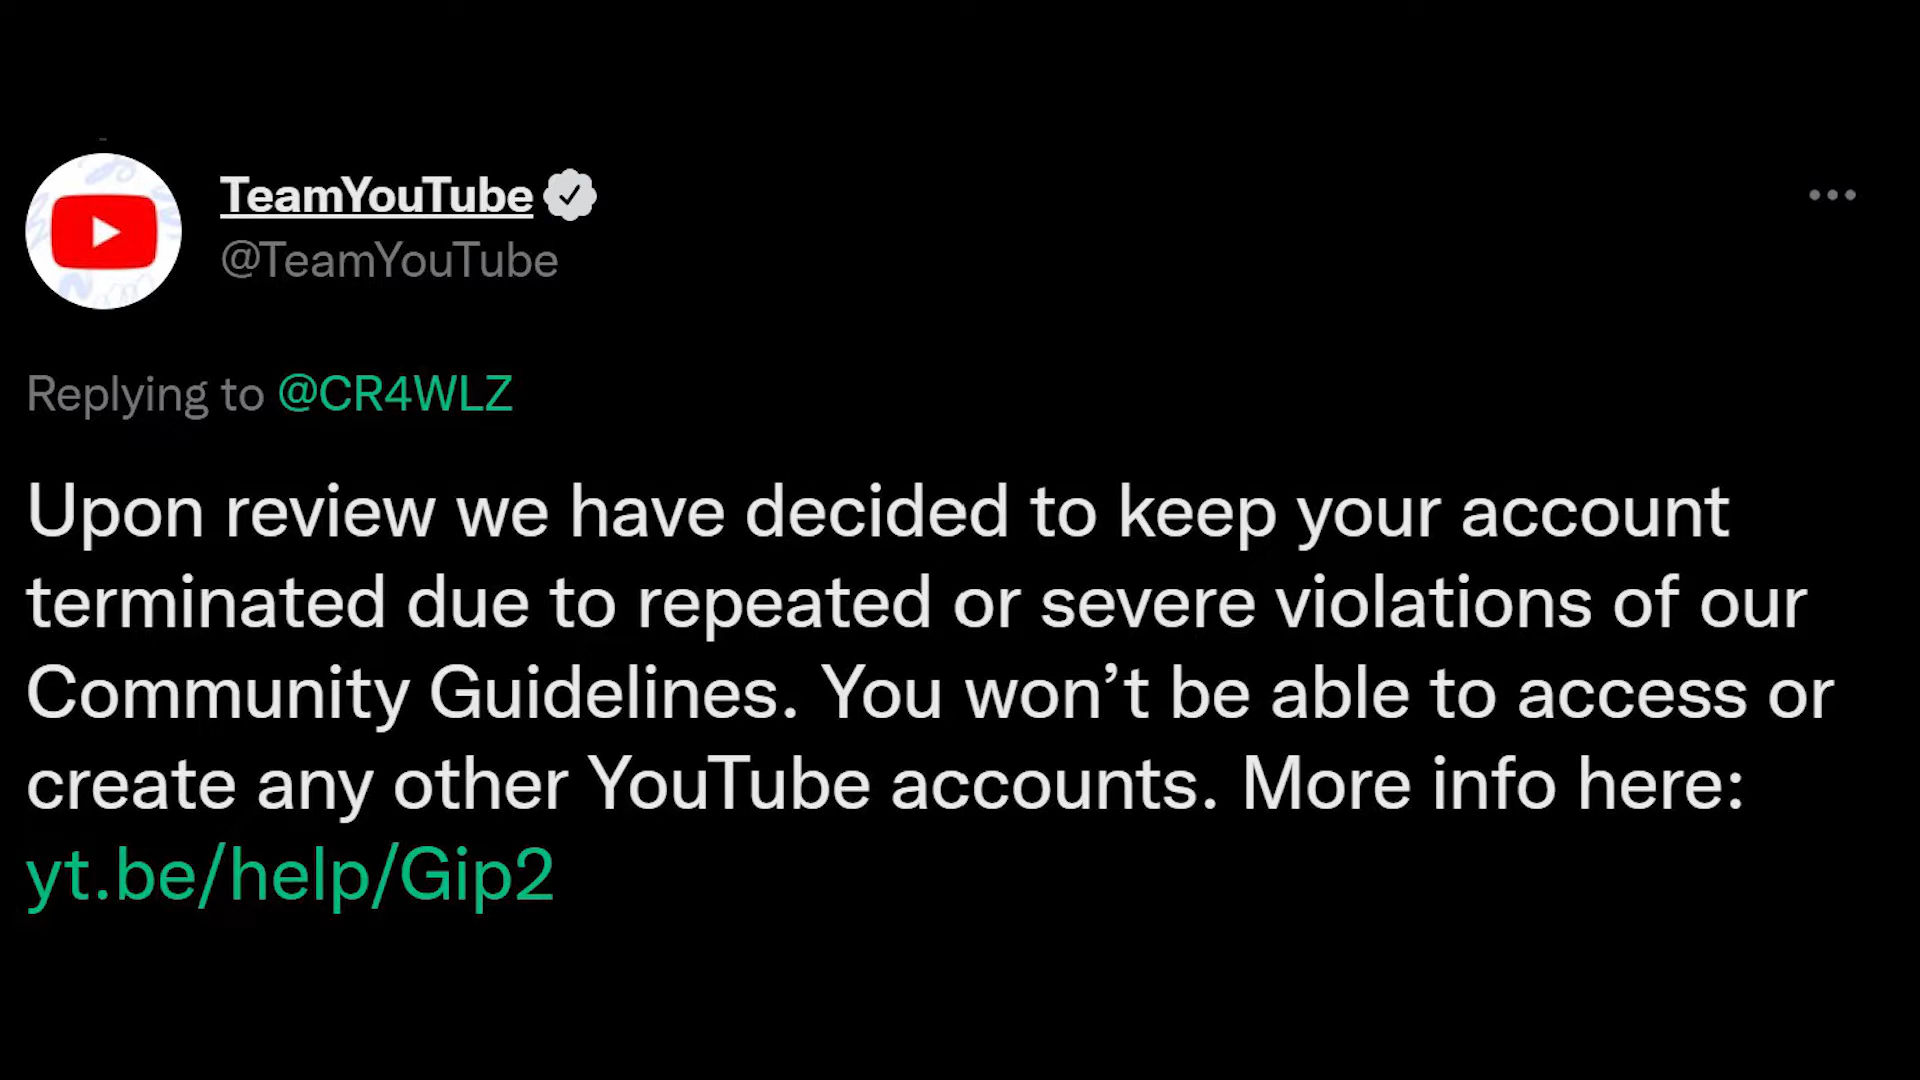 TeamYouTube
@TeamYouTube
Replying to @CR4WLZ
Upon review we have decided to keep your account
terminated due to repeated or severe violations of our
Community Guidelines. You won’t be able to access or
create any other YouTube accounts. More info here:
yt.be/help/Gip2